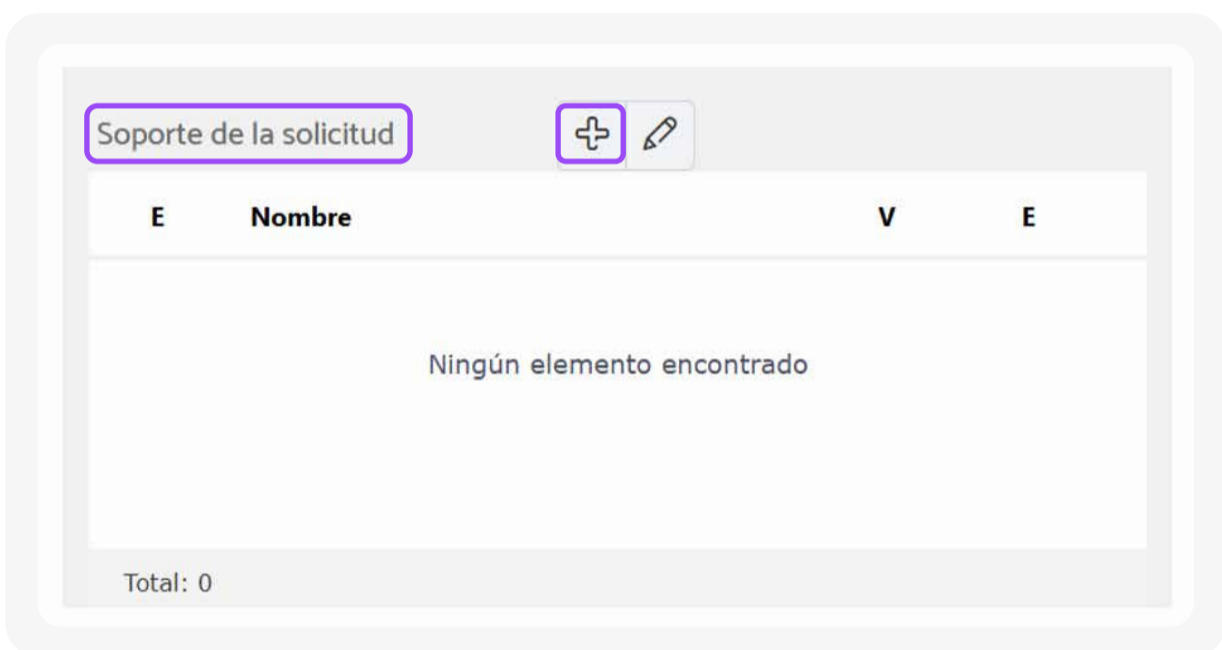 Soporte de la solicitud
E Nombre V E
Ningún elemento encontrado
Total: 0